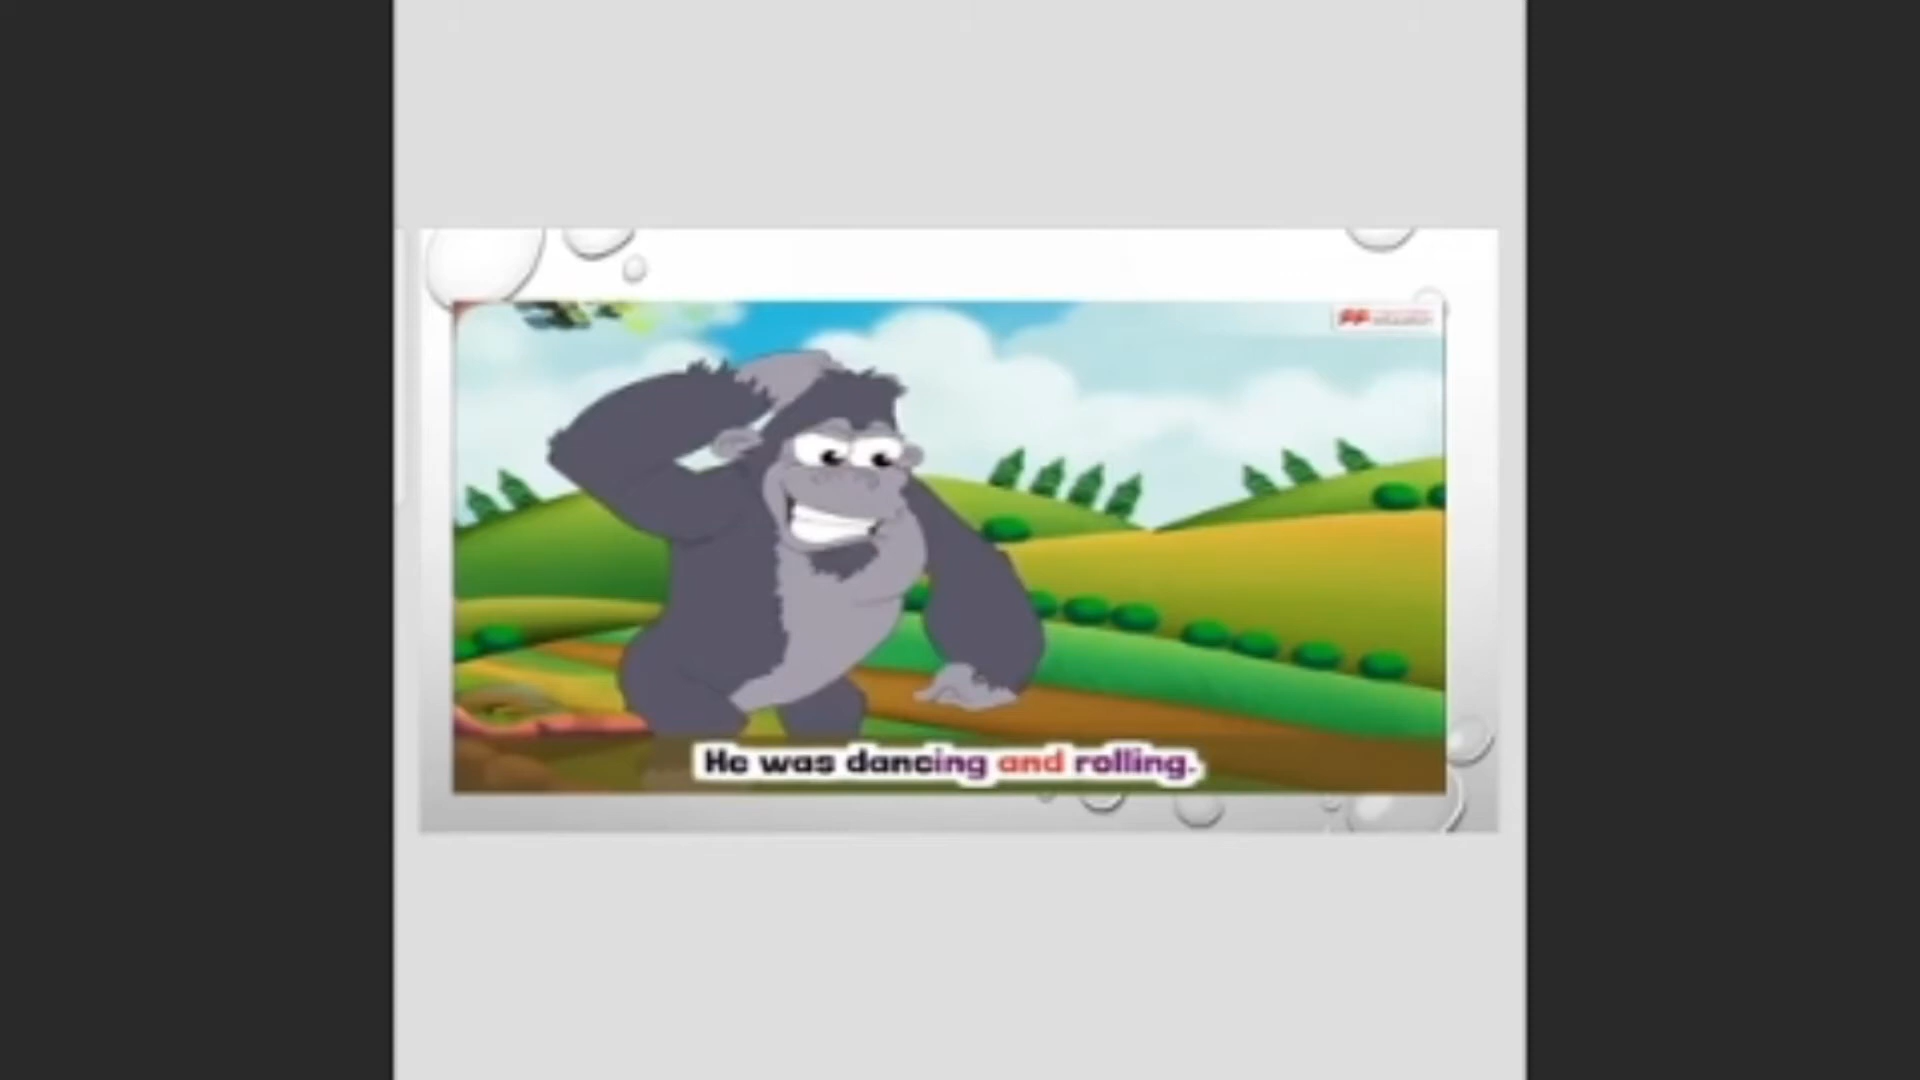 He was dancing and rolling.